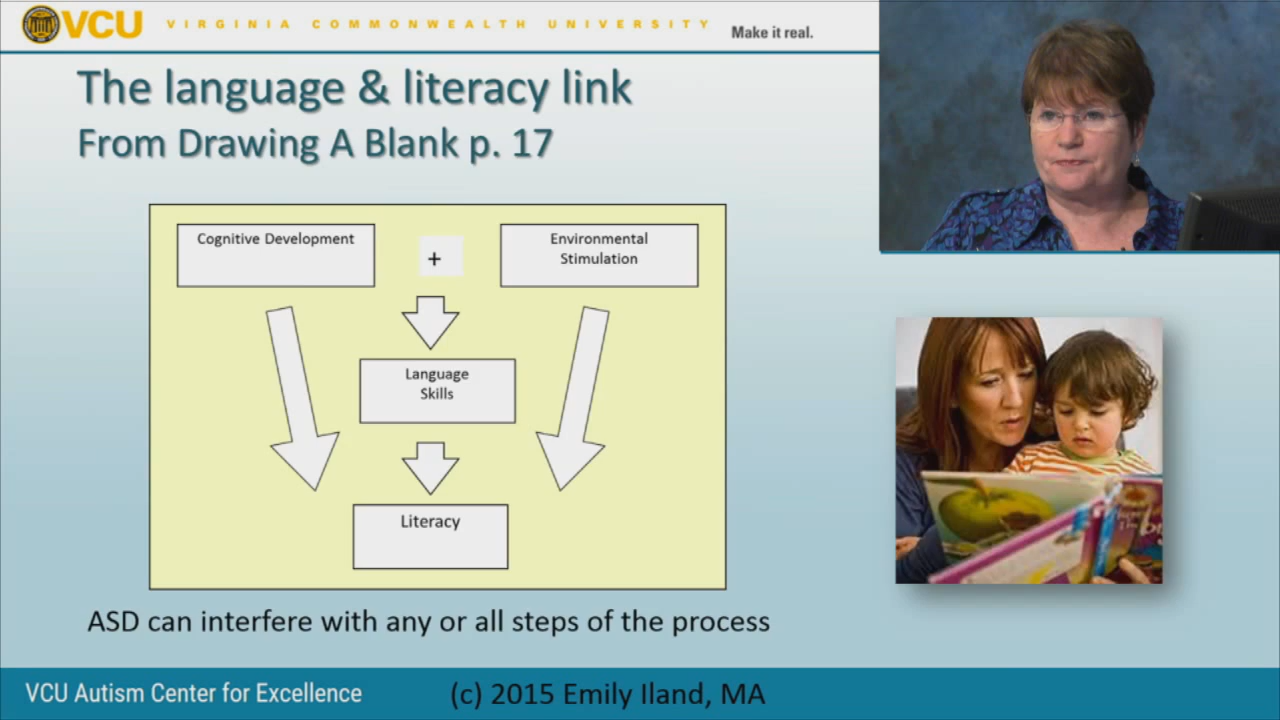 VCU VIRGINIA COMMONWEALTH UNIVERSITY Make it real.
The language & literacy link
From Drawing A Blank p. 17
Cognitive Development
+
Environmental
Stimulation
Language
Skills
Literacy
ASD can interfere with any or all steps of the process
VCU Autism Center for Excellence
(c) 2015 Emily Iland, MA